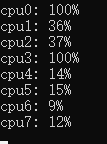 cpu0: 100%
cpu1: 36%
cpu2: 37%
cpu3: 100%
cpu4: 14%
cpu5: 15%
cpu6: 9%
cpu7: 12%